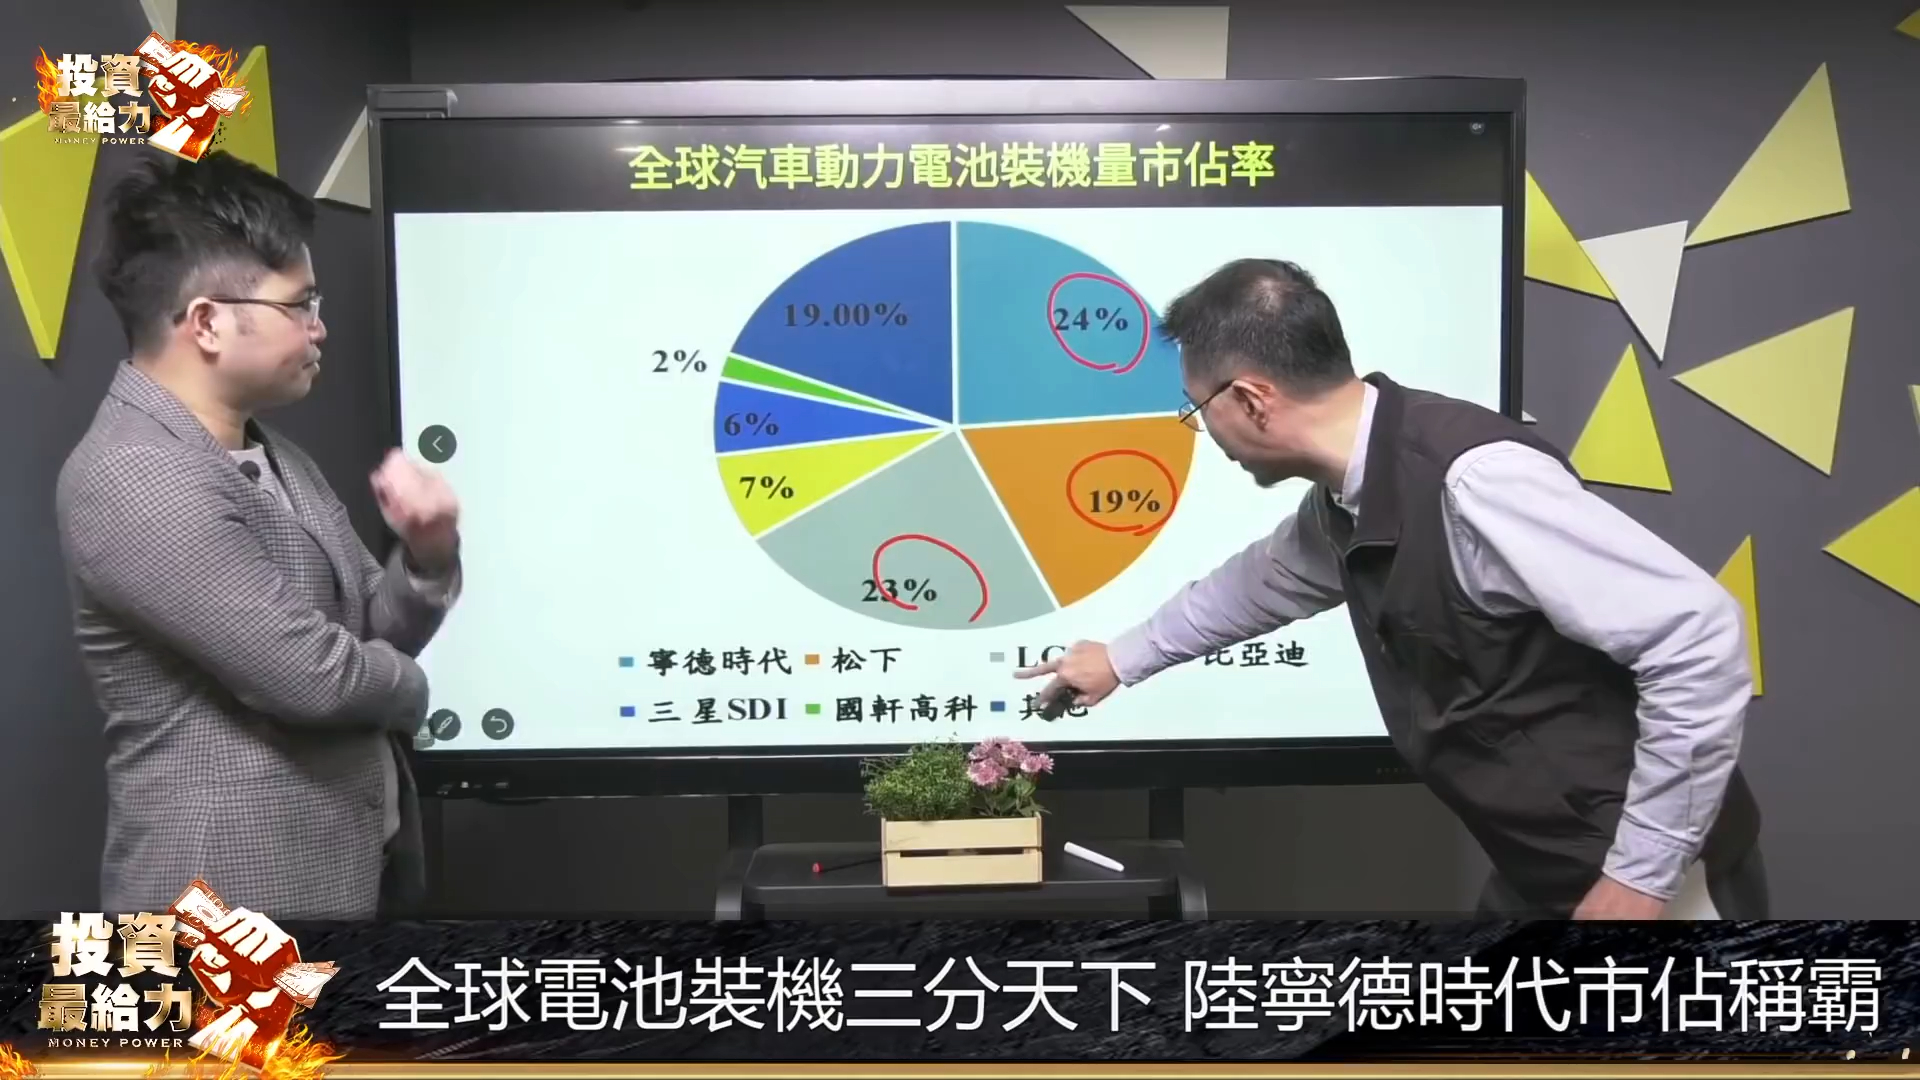 投資
最給力
MONEY POWER
全球汽車動力電池裝機量市佔率
19.00%
24%
2%
6%
19%
7%
23%
寧德時代 松下 比亞迪
三星SDI 國軒高科 其他
投資
最給力
MONEY POWER
全球電池裝機三分天下 陸寧德時代市佔稱霸